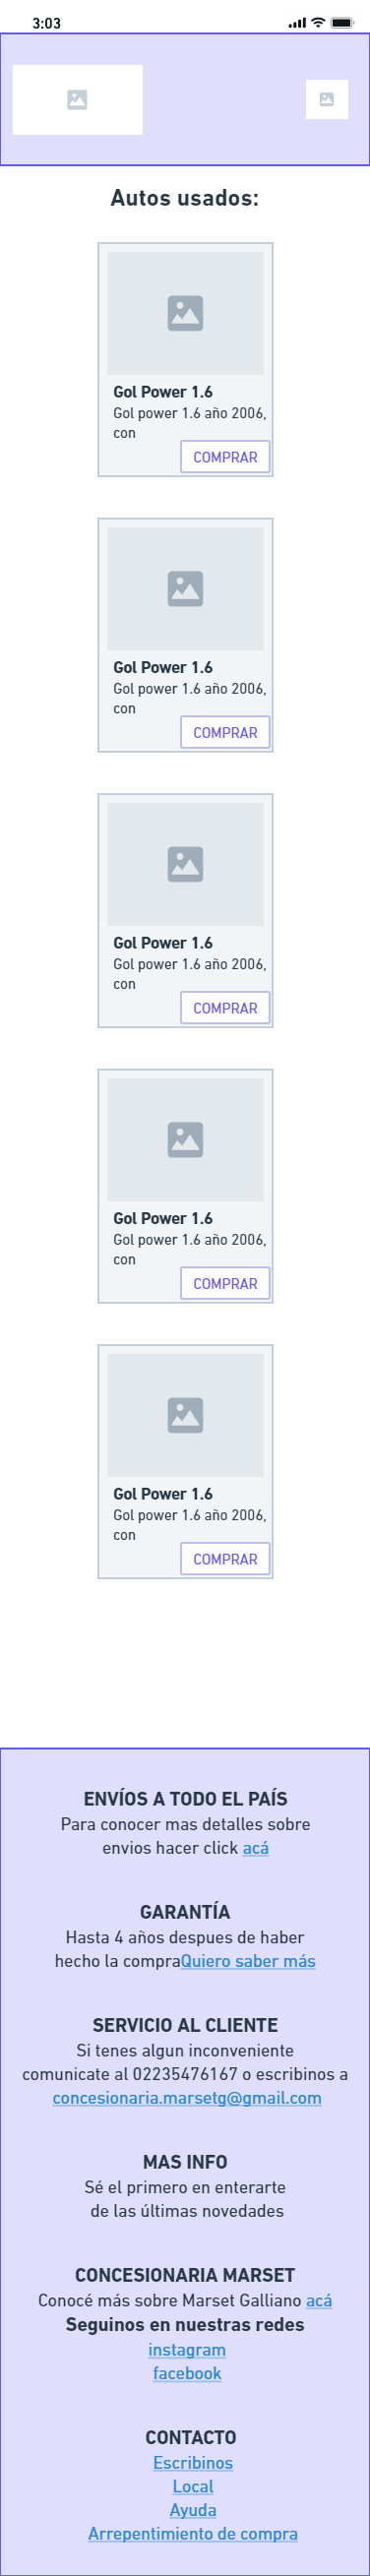 3:03
Autos usados:
Gol Power 1.6
Gol power 1.6 año 2006,
con
COMPRAR
Gol Power 1.6
Gol power 1.6 año 2006,
con
COMPRAR
Gol Power 1.6
Gol power 1.6 año 2006,
con
COMPRAR
Gol Power 1.6
Gol power 1.6 año 2006,
con
COMPRAR
Gol Power 1.6
Gol power 1.6 año 2006,
con
COMPRAR
ENVÍOS A TODO EL PAÍS
Para conocer mas detalles sobre
envios hacer click acá
GARANTÍA
Hasta 4 años despues de haber
hecho la compraQuiero saber más
SERVICIO AL CLIENTE
Si tenes algun inconveniente
comunicate al 02235476167 o escribinos a
concesionaria.marsetg@gmail.com
MAS INFO
Sé el primero en enterarte
de las últimas novedades
CONCESIONARIA MARSET
Conocé más sobre Marset Galliano acá
Seguinos en nuestras redes
instagram
facebook
CONTACTO
Escribinos
Local
Ayuda
Arrepentimiento de compra